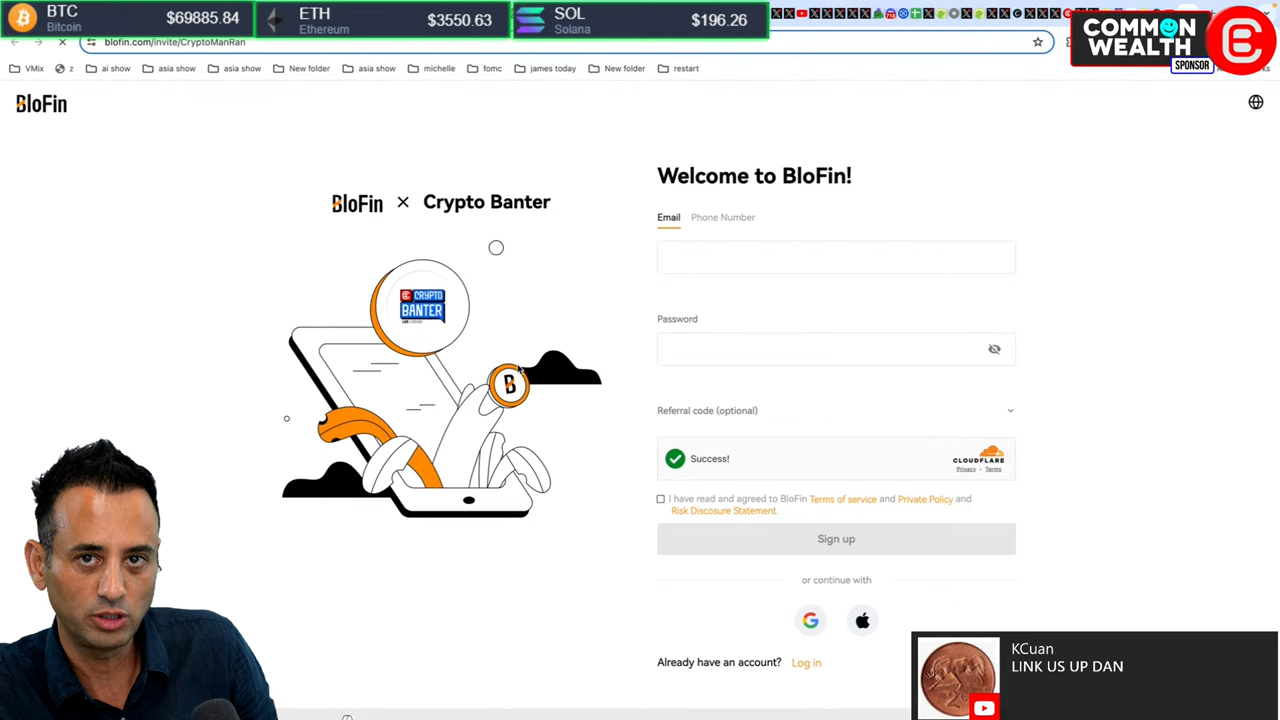 BTC
Bitcoin
$69885.84
ETH
Ethereum
$3550.63
SOL
Solana
$196.26
COMMON
WEALTH
SPONSOR
blofin.com/invite/CryptoManRan
VMix
z
ai show
asia show
asia show
New folder
asia show
michelle
fomc
james today
New folder
restart
BloFin
Welcome to BloFin!
BloFin × Crypto Banter
Email
Phone Number
CRYPTO
BANTER
B
Password
Referral code (optional)
Success!
CLOUDFLARE
Privacy • Terms
I have read and agreed to BloFin Terms of service and Private Policy and
Risk Discosure Statement.
Sign up
or continue with
Already have an account? Log in
KCuan
LINK US UP DAN